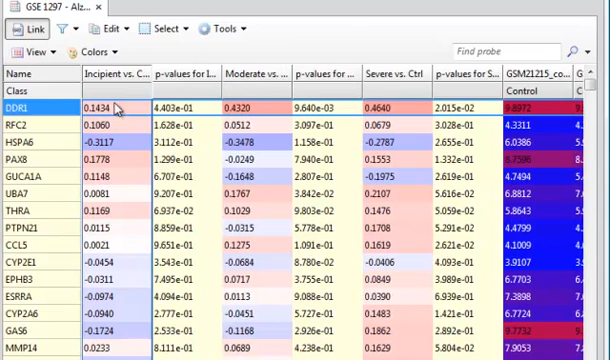 GSE 1297 - Alz... ×
Link Edit Select Tools
View Colors Find probe
Name Incipient vs. C... p-values for I... Moderate vs. ... p-values for ... Severe vs. Ctrl p-values for S... GSM21215_co...
Class Control
DDR1 0.1434 4.403e-01 0.4320 9.640e-03 0.4640 2.015e-02 9.8972
RFC2 0.1060 1.628e-01 0.0512 3.095e-01 0.0679 3.028e-01 4.3311
HSPA6 -0.3117 3.112e-01 -0.3478 1.158e-01 -0.2787 2.655e-01 6.0386
PAX8 0.1778 1.299e-01 -0.0249 7.940e-01 0.1553 1.332e-01 8.7596
GUCA1A 0.1148 6.707e-01 -0.1648 2.807e-01 -0.1975 2.619e-01 4.7494
UBA7 0.0081 9.207e-01 0.1767 3.842e-02 0.2107 5.616e-02 6.8812
THRA 0.1169 6.937e-02 0.1029 9.803e-02 0.1476 5.059e-02 5.8643
PTPN21 0.0115 8.859e-01 -0.0315 5.778e-01 0.1708 5.291e-02 4.4799
CCL5 0.0021 9.651e-01 0.1275 1.091e-01 0.1619 2.621e-02 4.1009
CYP2E1 -0.0454 3.543e-01 -0.0684 8.780e-02 -0.0406 4.093e-01 3.9107
EPHB3 -0.0311 7.495e-01 0.0717 3.755e-01 0.0849 3.989e-01 6.7703
ESRRA -0.0974 4.094e-01 0.0113 9.088e-01 0.0390 6.939e-01 7.3898
CYP2A6 -0.0940 2.777e-01 -0.0451 4.740e-01 0.1483 1.421e-01 6.7724
GAS6 -0.1724 2.533e-01 -0.1168 2.926e-01 0.1862 2.892e-01 9.7732
MMP14 0.0233 8.111e-01 0.0689 4.238e-01 0.1629 5.804e-02 7.9053